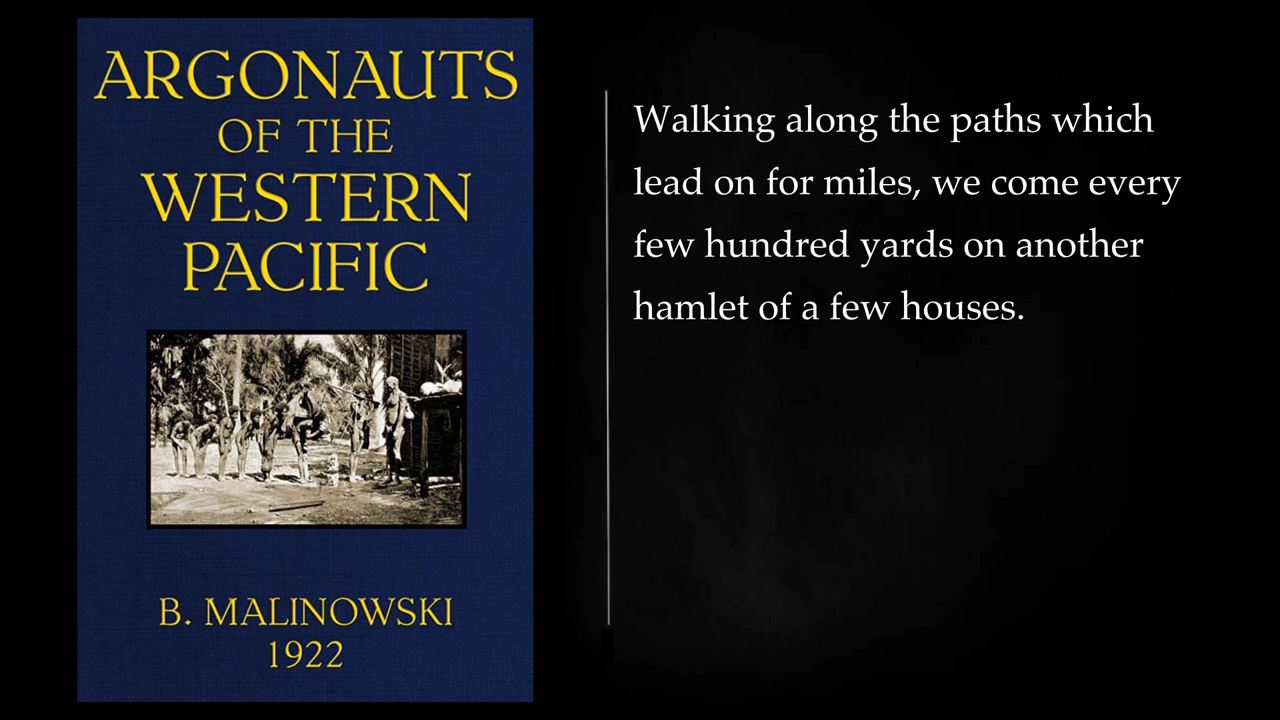 ARGONAUTS
OF THE
WESTERN
PACIFIC
B. MALINOWSKI
1922
Walking along the paths which
lead on for miles, we come every
few hundred yards on another
hamlet of a few houses.